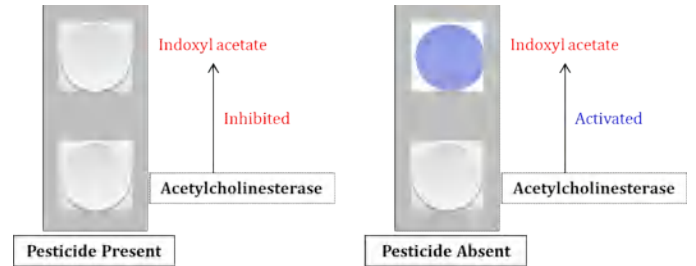 Indoxyl acetate
Inhibited
Acetylcholinesterase
Pesticide Present
Indoxyl acetate
Activated
Acetylcholinesterase
Pesticide Absent